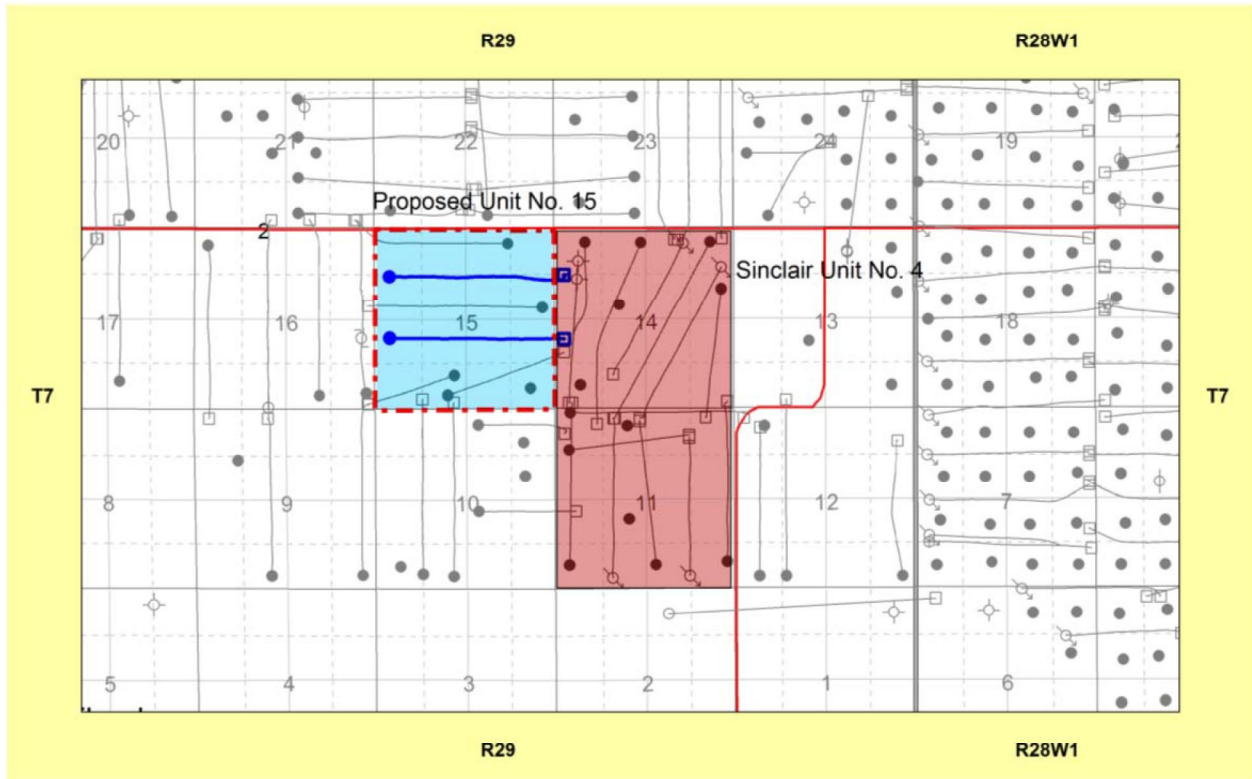 R29 R28W1
20 21 22 23 24 19
Proposed Unit No. 15
2
Sinclair Unit No. 4
17 16 15 14 13 18
T7 T7
8 9 10 11 12 7
5 4 3 2 1 6
R29 R28W1